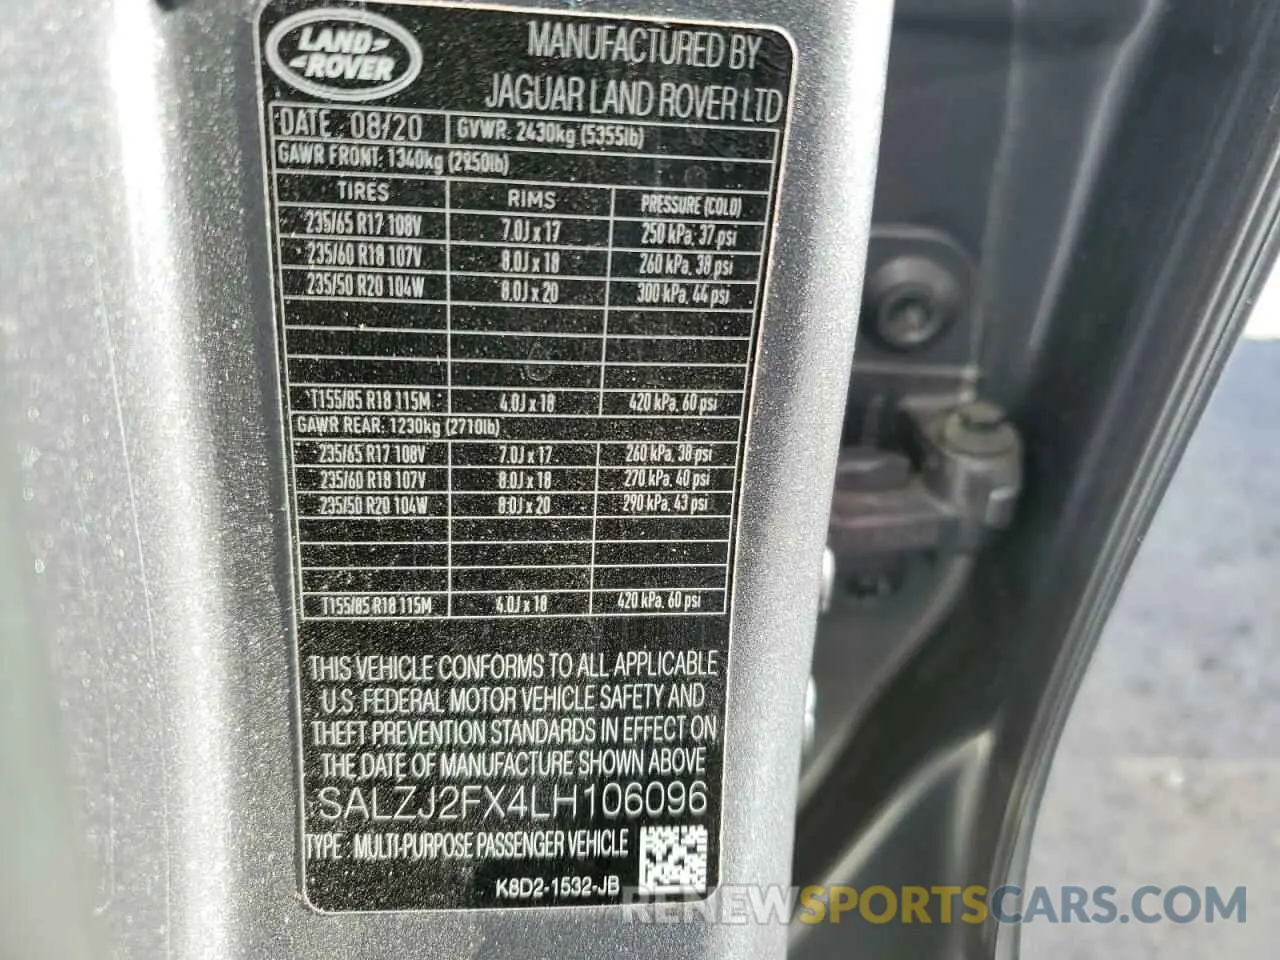 LAND
ROVER
MANUFACTURED BY
JAGUAR LAND ROVER LTD
DATE 08/20 GVWR: 2430kg (5355lb)
GAWR FRONT: 1340kg (2950lb)
TIRES RIMS PRESSURE (COLD)
235/65 R17 108V 7.0J x 17 250 kPa, 37 psi
235/60 R18 107V 8.0J x 18 260 kPa, 38 psi
235/50 R20 104W 8.0J x 20 300 kPa, 44 psi
T155/85 R18 115M 4.0J x 18 420 kPa, 60 psi
GAWR REAR: 1230kg (2710lb)
235/65 R17 108V 7.0J x 17 260 kPa, 38 psi
235/60 R18 107V 8.0J x 18 270 kPa, 40 psi
235/50 R20 104W 8.0J x 20 290 kPa, 43 psi
T155/85 R18 115M 4.0J x 18 420 kPa, 60 psi
THIS VEHICLE CONFORMS TO ALL APPLICABLE
U.S. FEDERAL MOTOR VEHICLE SAFETY AND
THEFT PREVENTION STANDARDS IN EFFECT ON
THE DATE OF MANUFACTURE SHOWN ABOVE
SALZJ2FX4LH106096
TYPE : MULTI-PURPOSE PASSENGER VEHICLE
K8D2-1532-JB
RENEWSPORTSCARS.COM